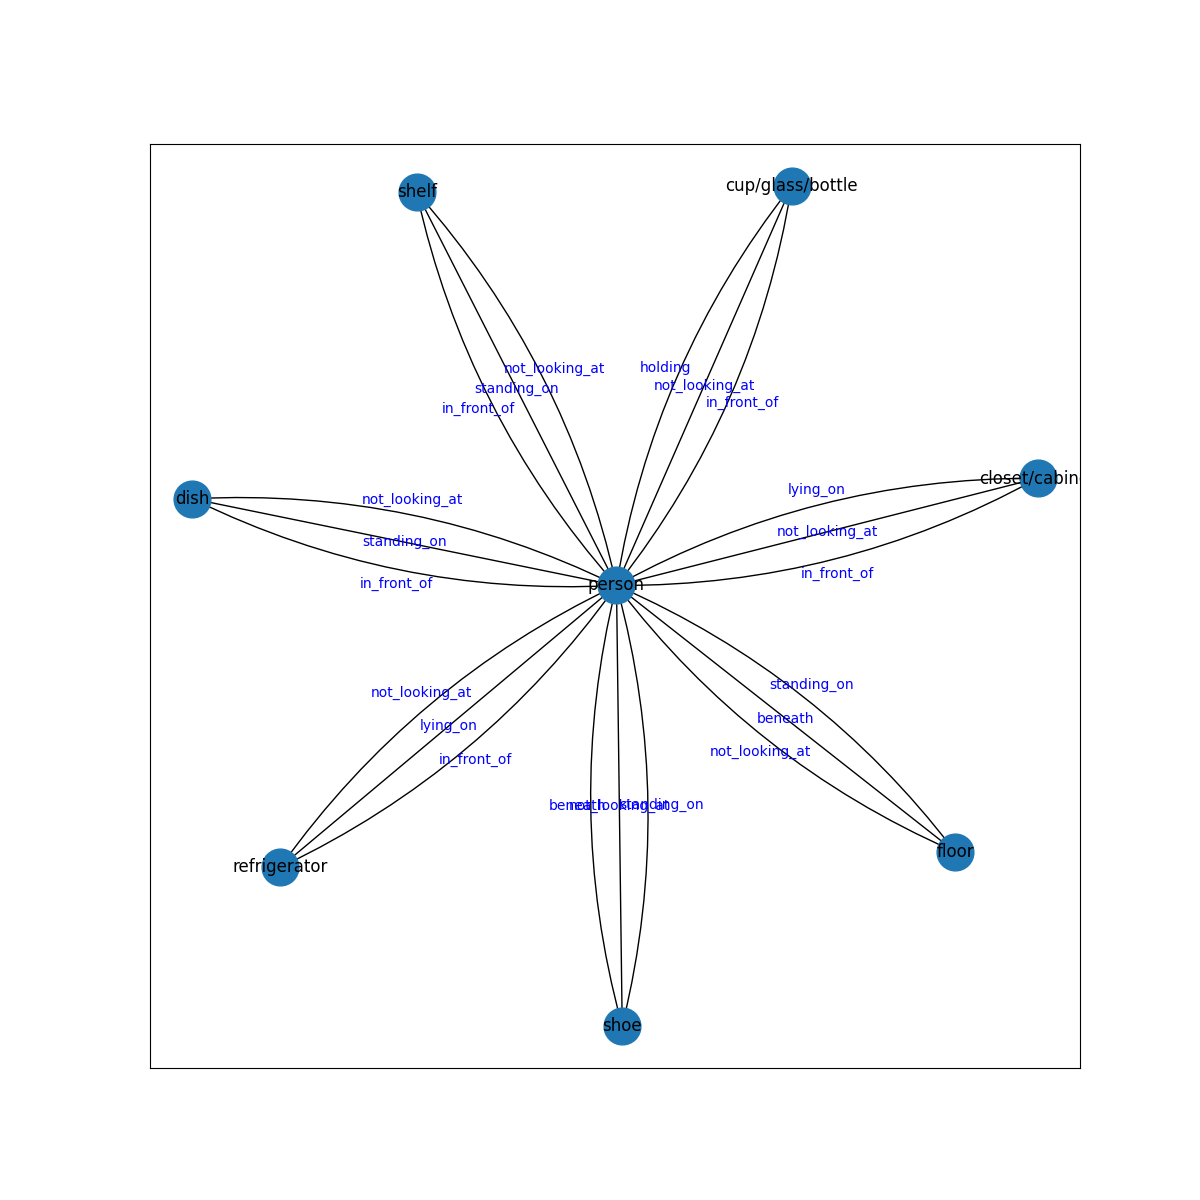 cup/glass/bottle
shelf
holding
not_looking_at
not_looking_at
standing_on
in_front_of
in_front_of
closet/cabin
lying_on
dish
not_looking_at
not_looking_at
standing_on
in_front_of
in_front_of
person
standing_on
not_looking_at
beneath
lying_on
not_looking_at
in_front_of
beneath
not_looking_at
standing_on
floor
refrigerator
shoe